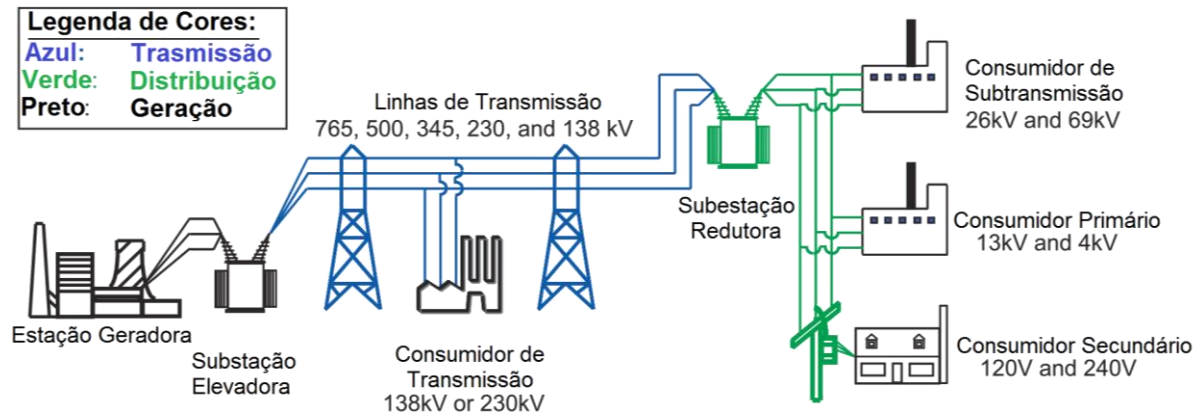 Legenda de Cores:
Azul: Trasmissão
Verde: Distribuição
Preto: Geração
Linhas de Transmissão
765, 500, 345, 230, and 138 kV
Estação Geradora
Substação
Elevadora
Consumidor de
Transmissão
138kV or 230kV
Subestação
Redutora
Consumidor de
Subtransmissão
26kV and 69kV
Consumidor Primário
13kV and 4kV
Consumidor Secundário
120V and 240V